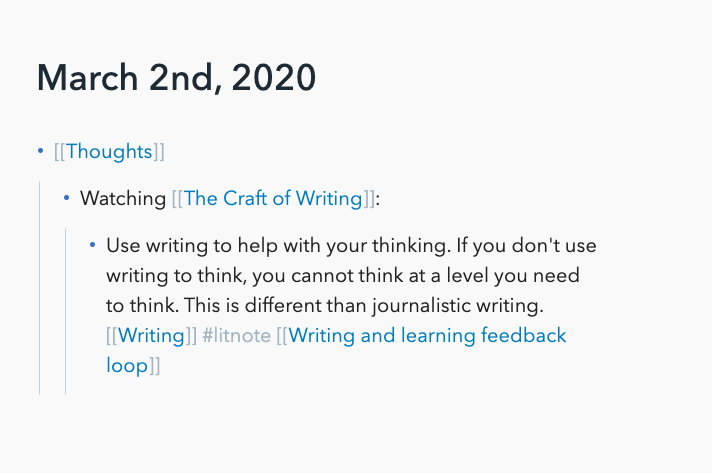 March 2nd, 2020
• [[Thoughts]]
• Watching [[The Craft of Writing]]:
• Use writing to help with your thinking. If you don't use
writing to think, you cannot think at a level you need
to think. This is different than journalistic writing.
[[Writing]] #litnote [[Writing and learning feedback
loop]]